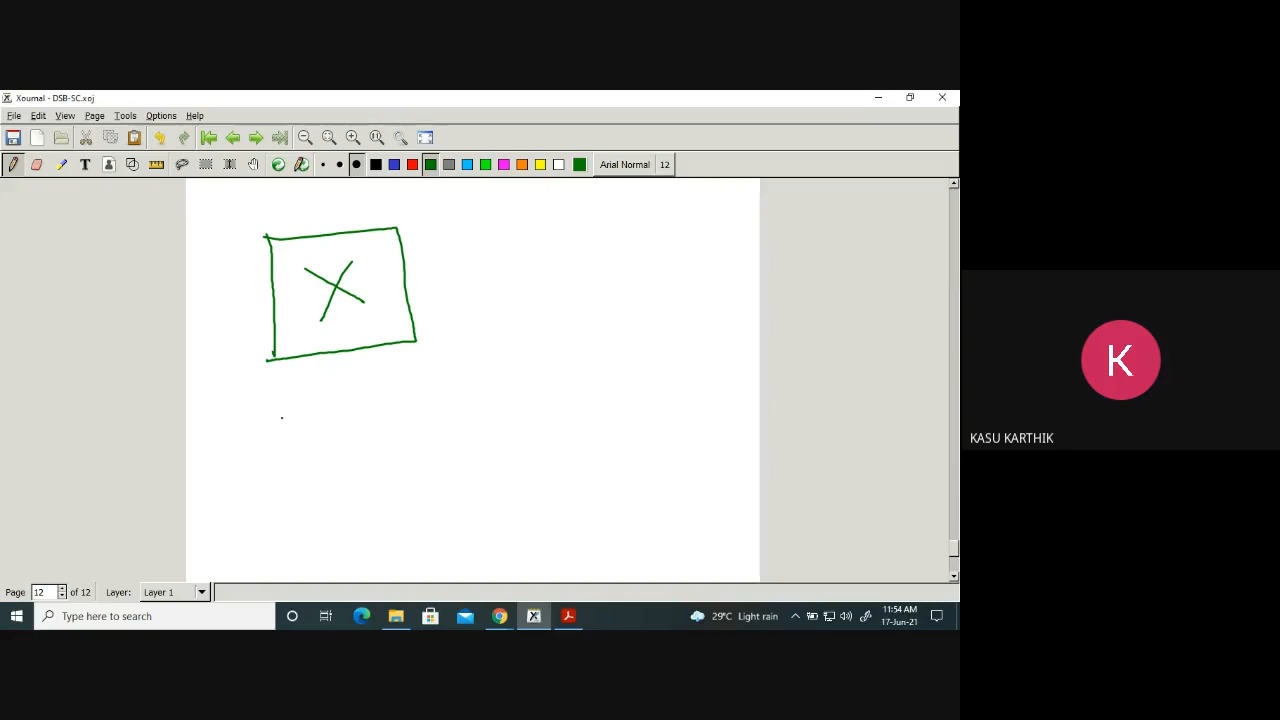 Xournal - DSB-SC.xoj
File Edit View Page Tools Options Help
T Arial Normal 12
X
K
KASU KARTHIK
Page 12 of 12 Layer: Layer 1
Type here to search
29°C Light rain
11:54 AM
17-Jun-21